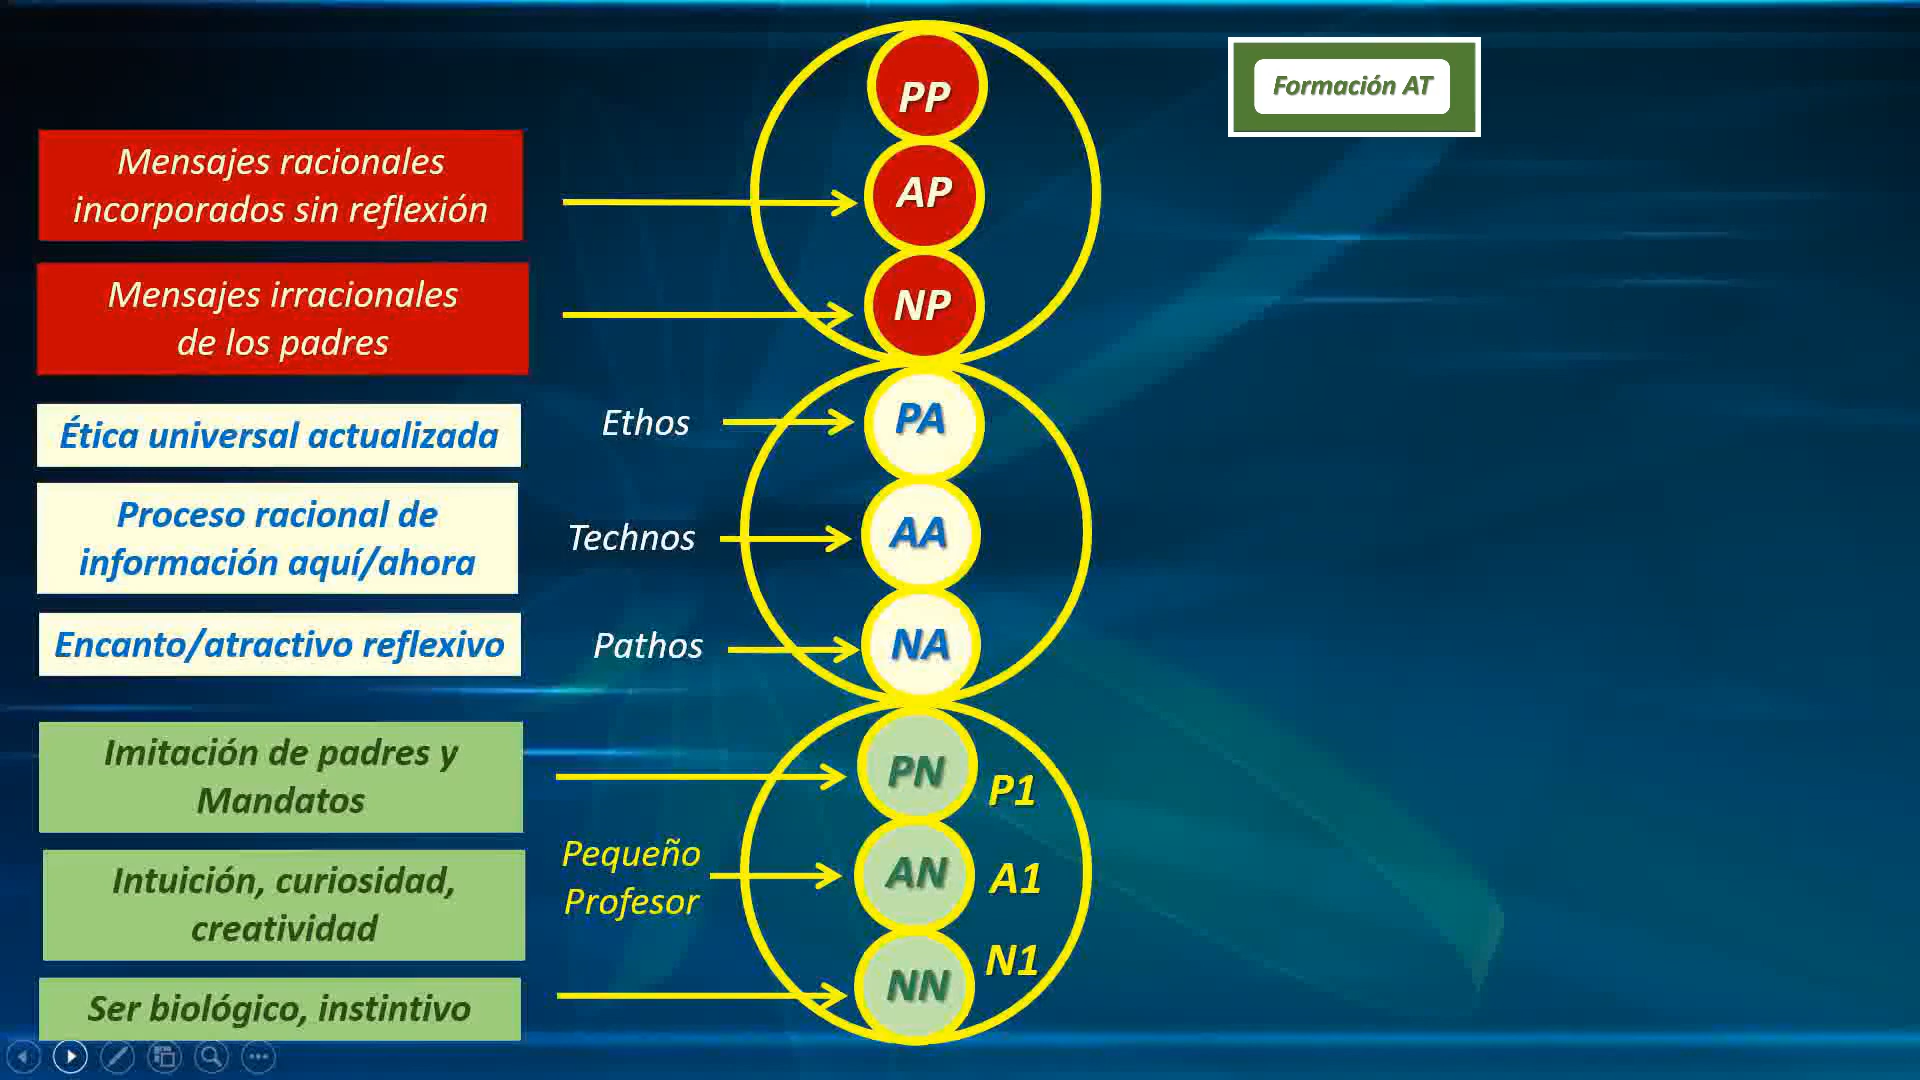 Formación AT
PP
Mensajes racionales
incorporados sin reflexión
AP
Mensajes irracionales
de los padres
NP
Ética universal actualizada
Ethos
PA
Proceso racional de
información aquí/ahora
Technos
AA
Encanto/atractivo reflexivo
Pathos
NA
Imitación de padres y
Mandatos
PN
P1
Intuición, curiosidad,
creatividad
Pequeño
Profesor
AN
A1
Ser biológico, instintivo
NN
N1